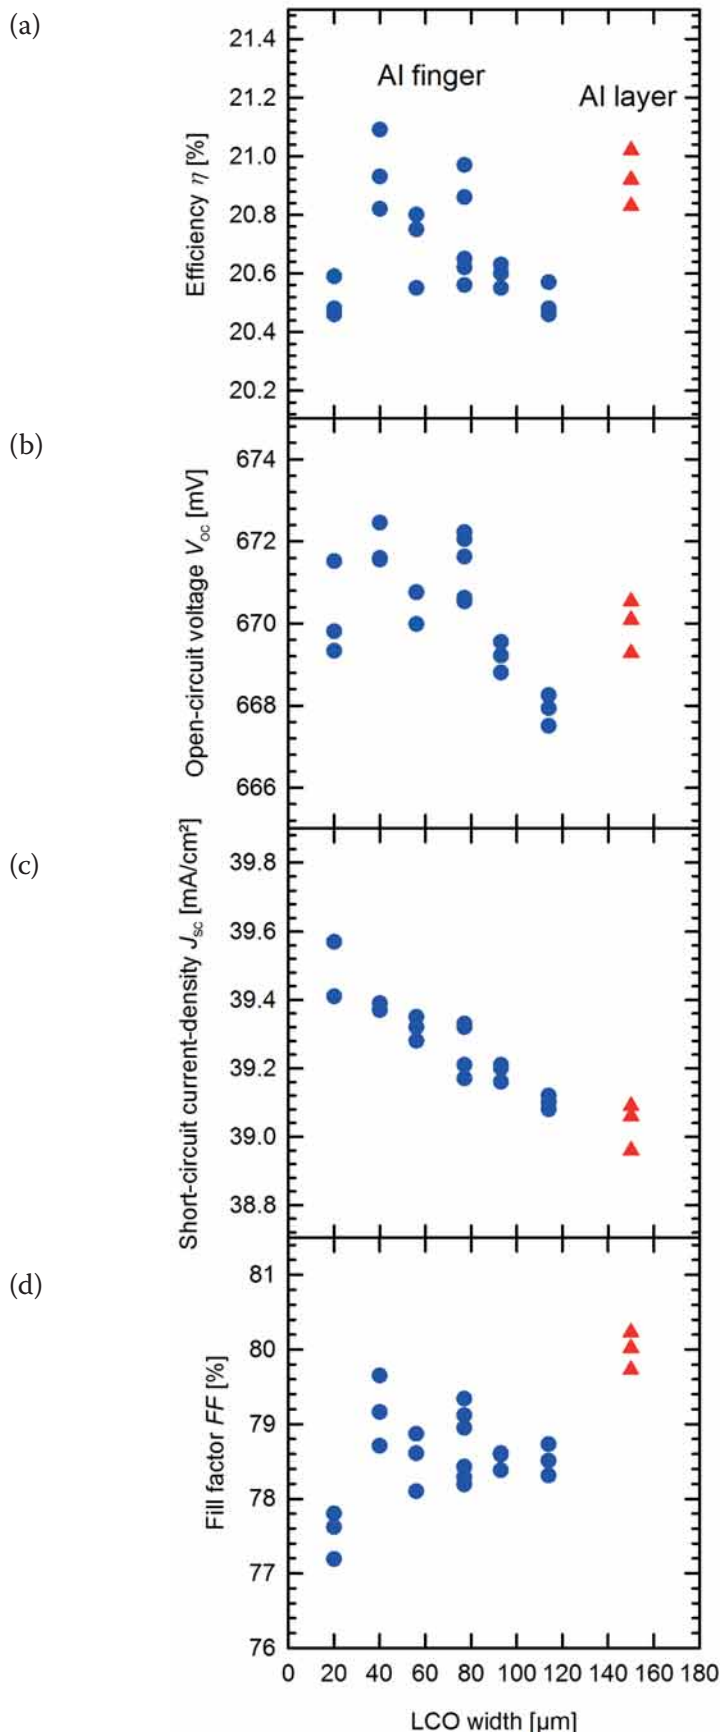 (a)
Efficiency η [%]
21.4
21.2
21.0
20.8
20.6
20.4
20.2
Al finger
Al layer
(b)
Open-circuit voltage Voc [mV]
674
672
670
668
666
(c)
Short-circuit current-density Jsc [mA/cm²]
39.8
39.6
39.4
39.2
39.0
38.8
(d)
Fill factor FF [%]
81
80
79
78
77
76
0 20 40 60 80 100 120 140 160 180
LCO width [µm]